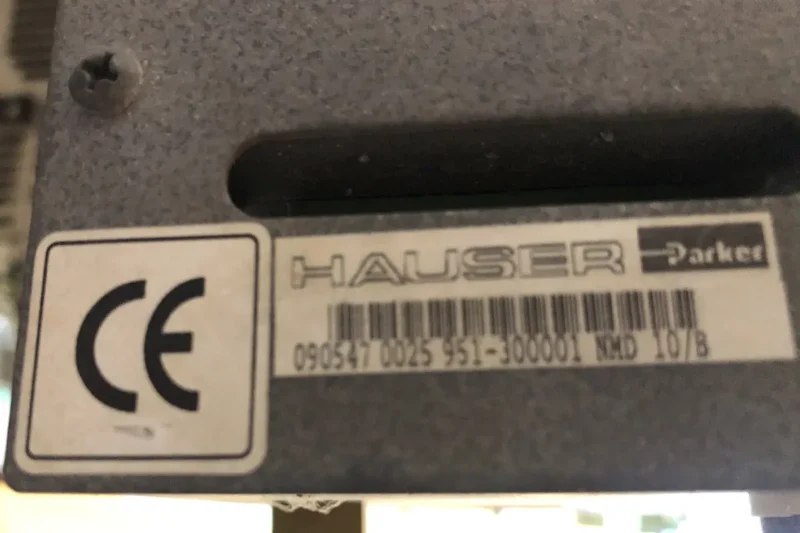 HAUSER Parker
090547 0025 951-300001 NMD 10/B
CE